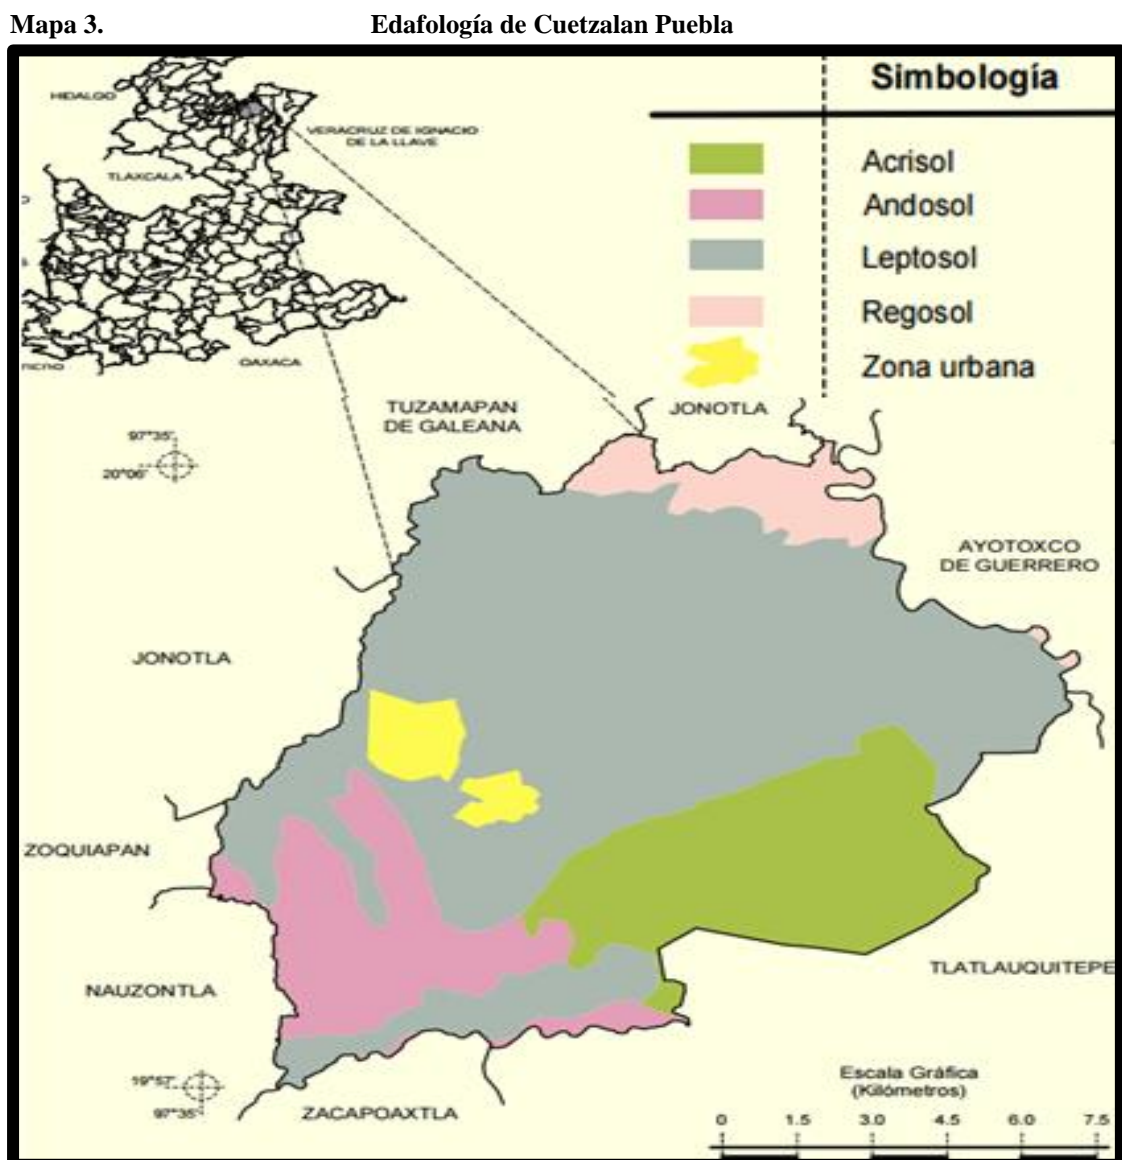 Mapa 3. Edafología de Cuetzalan Puebla
Simbología
HIDALGO
VERACRUZ DE IGNACIO
DE LA LLAVE
TLAXCALA
OAXACA
Acrisol
Andosol
Leptosol
Regosol
Zona urbana
TUZAMAPAN
DE GALEANA
JONOTLA
97°35'
20°06'
AYOTOXCO
DE GUERRERO
JONOTLA
ZOQUIAPAN
NAUZONTLA
TLATLAUQUITEPE
19°57'
97°35'
ZACAPOAXTLA
Escala Gráfica
(Kilómetros)
0 1.5 3.0 4.5 6.0 7.5